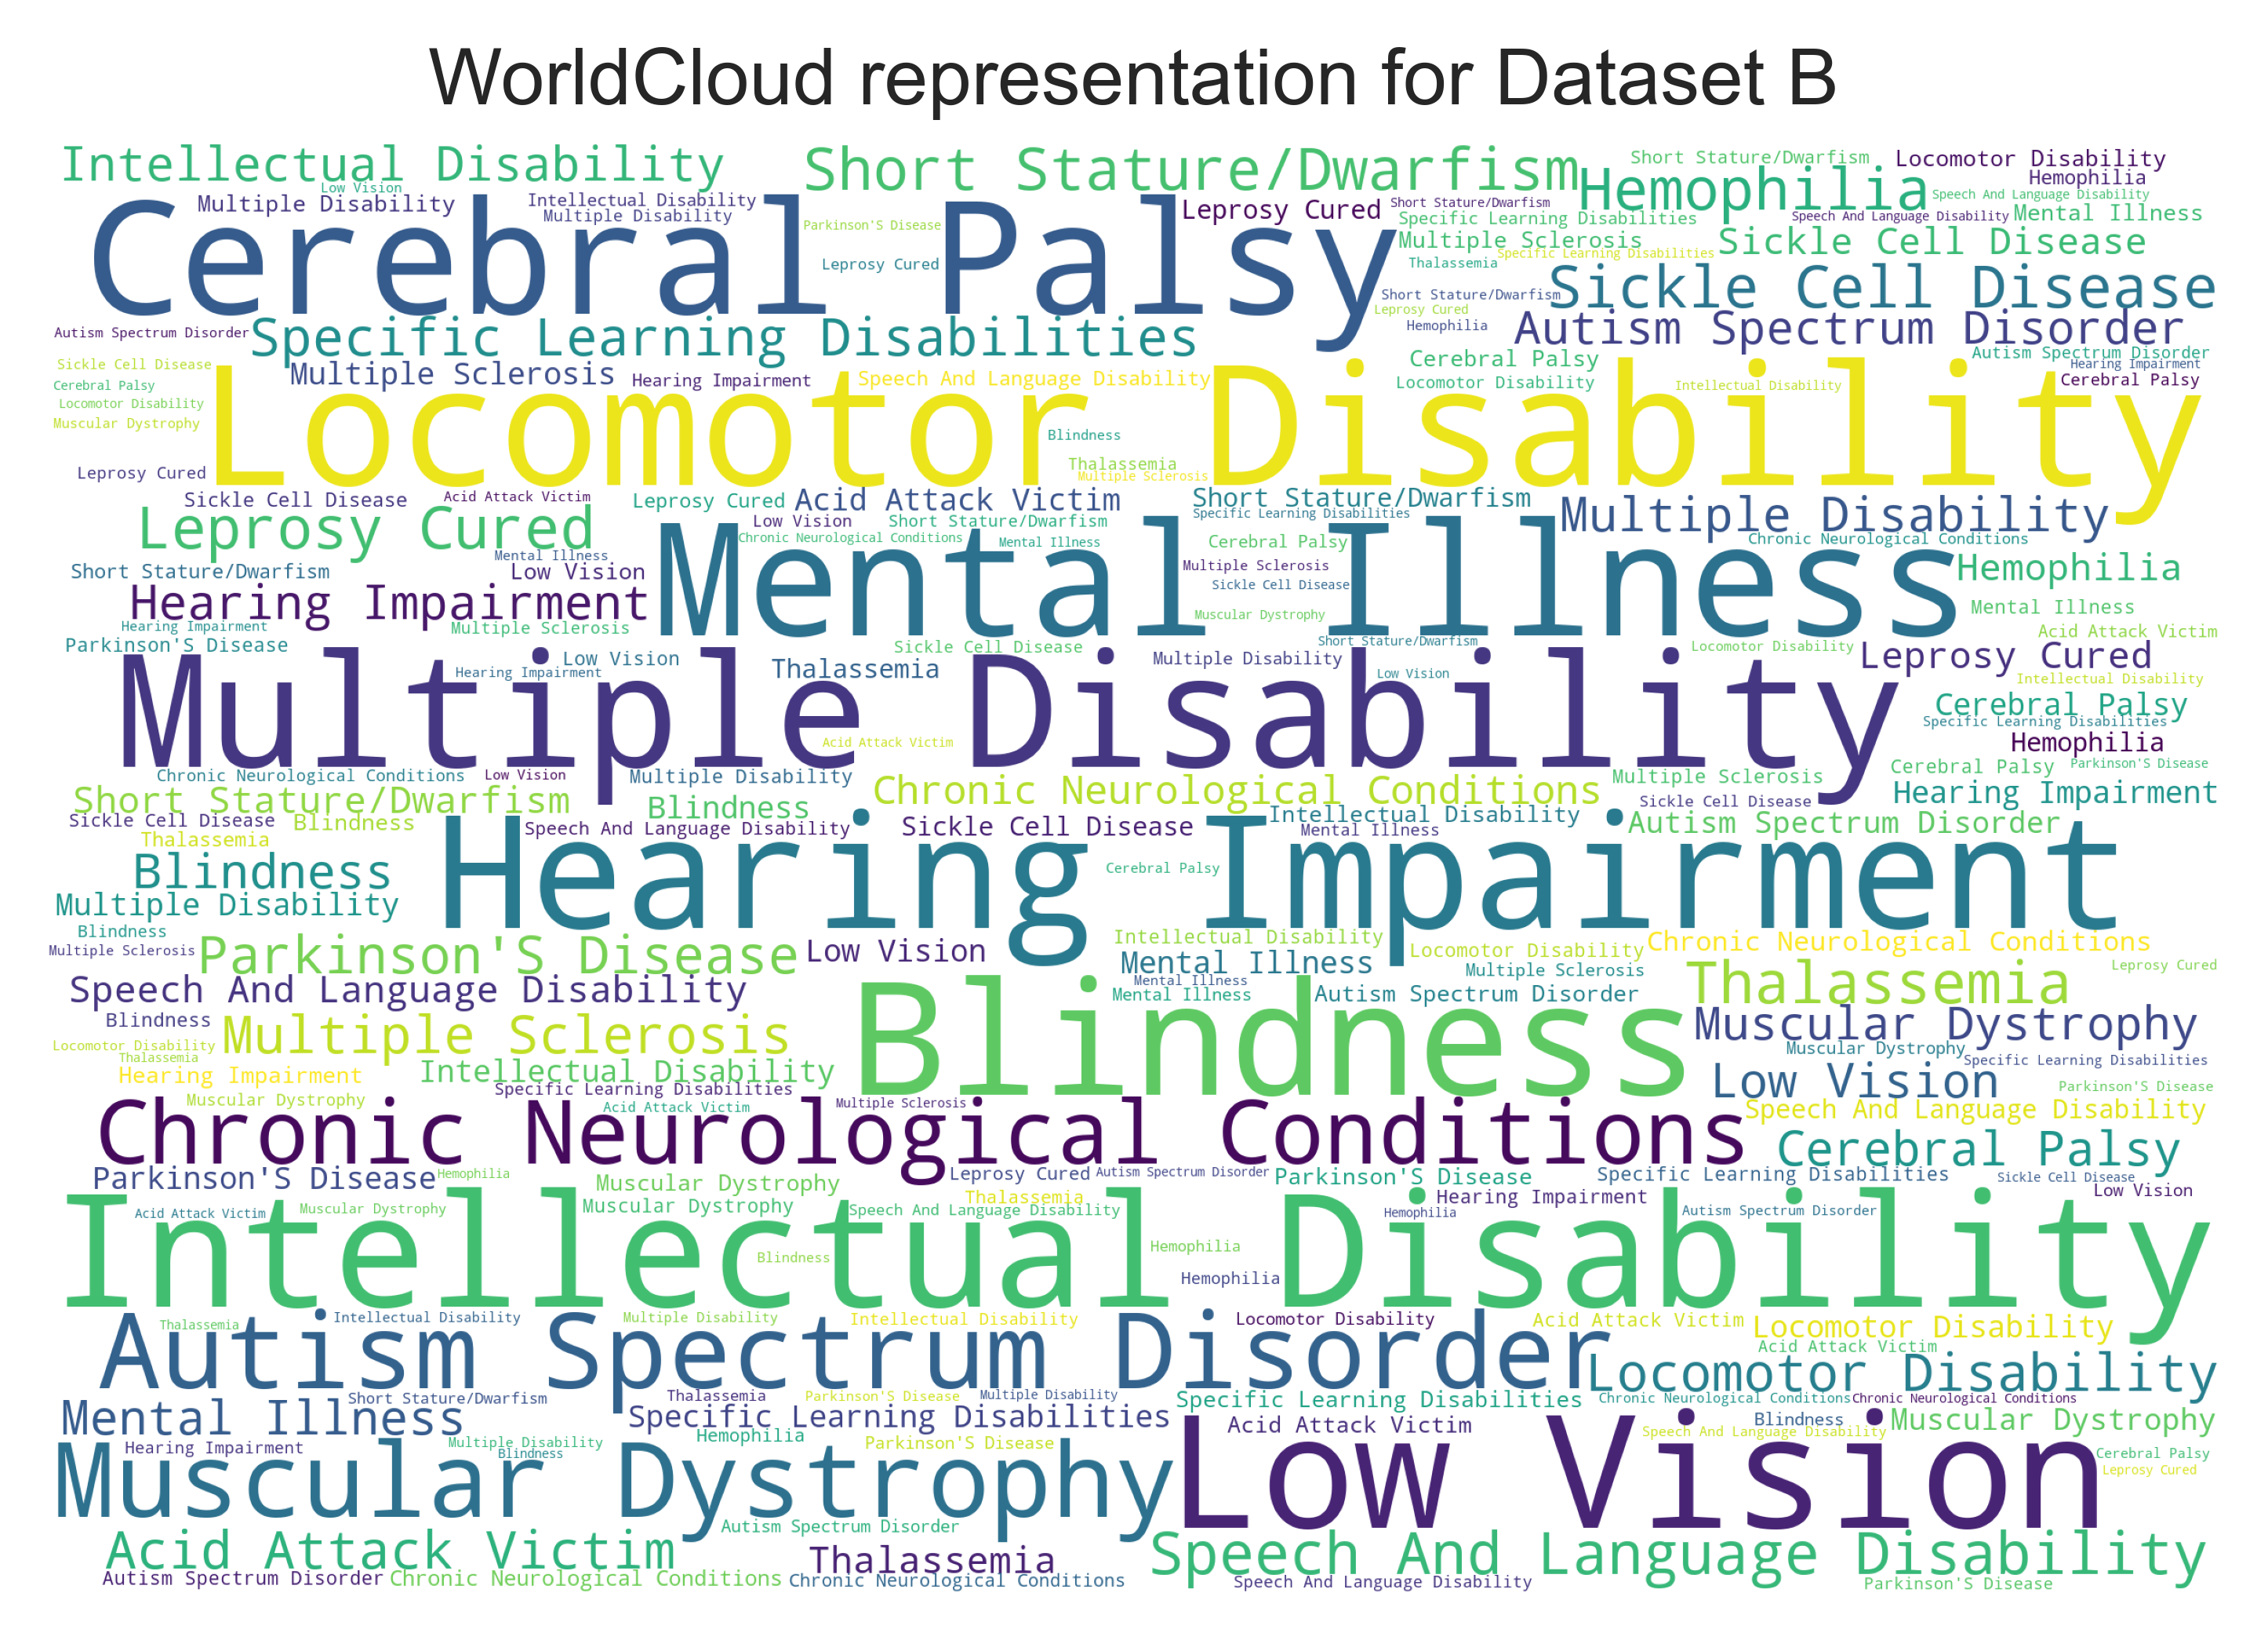 WorldCloud representation for Dataset B
Intellectual Disability
Short Stature/Dwarfism
Short Stature/Dwarfism
Locomotor Disability
Low Vision
Hemophilia
Hemophilia
Multiple Disability
Intellectual Disability
Multiple Disability
Leprosy Cured
Short Stature/Dwarfism
Speech And Language Disability
Specific Learning Disabilities
Speech And Language Disability
Mental Illness
Cerebral Palsy
Parkinson'S Disease
Multiple Sclerosis
Sickle Cell Disease
Leprosy Cured
Thalassemia
Specific Learning Disabilities
Short Stature/Dwarfism
Sickle Cell Disease
Leprosy Cured
Autism Spectrum Disorder
Specific Learning Disabilities
Hemophilia
Autism Spectrum Disorder
Sickle Cell Disease
Multiple Sclerosis
Hearing Impairment
Speech And Language Disability
Cerebral Palsy
Autism Spectrum Disorder
Hearing Impairment
Cerebral Palsy
Locomotor Disability
Intellectual Disability
Cerebral Palsy
Locomotor Disability
Muscular Dystrophy
Locomotor Disability
Blindness
Thalassemia
Leprosy Cured
Multiple Sclerosis
Sickle Cell Disease
Acid Attack Victim
Leprosy Cured
Acid Attack Victim
Short Stature/Dwarfism
Multiple Disability
Leprosy Cured
Low Vision
Short Stature/Dwarfism
Specific Learning Disabilities
Chronic Neurological Conditions
Mental Illness
Cerebral Palsy
Chronic Neurological Conditions
Mental Illness
Mental Illness
Short Stature/Dwarfism
Low Vision
Multiple Sclerosis
Hemophilia
Sickle Cell Disease
Hearing Impairment
Muscular Dystrophy
Mental Illness
Hearing Impairment
Multiple Sclerosis
Acid Attack Victim
Parkinson'S Disease
Sickle Cell Disease
Short Stature/Dwarfism
Locomotor Disability
Low Vision
Hearing Impairment
Thalassemia
Multiple Disability
Low Vision
Leprosy Cured
Intellectual Disability
Multiple Disability
Cerebral Palsy
Specific Learning Disabilities
Acid Attack Victim
Hemophilia
Chronic Neurological Conditions
Low Vision
Multiple Disability
Chronic Neurological Conditions
Multiple Sclerosis
Cerebral Palsy
Parkinson'S Disease
Short Stature/Dwarfism
Blindness
Sickle Cell Disease
Hearing Impairment
Sickle Cell Disease
Blindness
Speech And Language Disability
Sickle Cell Disease
Intellectual Disability
Mental Illness
Autism Spectrum Disorder
Thalassemia
Blindness
Hearing Impairment
Cerebral Palsy
Multiple Disability
Blindness
Multiple Sclerosis
Parkinson'S Disease
Low Vision
Intellectual Disability
Locomotor Disability
Chronic Neurological Conditions
Mental Illness
Multiple Sclerosis
Leprosy Cured
Speech And Language Disability
Mental Illness
Mental Illness
Autism Spectrum Disorder
Thalassemia
Blindness
Multiple Sclerosis
Blindness
Muscular Dystrophy
Locomotor Disability
Thalassemia
Muscular Dystrophy
Specific Learning Disabilities
Hearing Impairment
Intellectual Disability
Low Vision
Parkinson'S Disease
Specific Learning Disabilities
Muscular Dystrophy
Acid Attack Victim
Multiple Sclerosis
Speech And Language Disability
Chronic Neurological Conditions
Cerebral Palsy
Parkinson'S Disease
Hemophilia
Muscular Dystrophy
Leprosy Cured
Autism Spectrum Disorder
Parkinson'S Disease
Specific Learning Disabilities
Sickle Cell Disease
Low Vision
Thalassemia
Hearing Impairment
Acid Attack Victim
Muscular Dystrophy
Muscular Dystrophy
Speech And Language Disability
Hemophilia
Autism Spectrum Disorder
Intellectual Disability
Blindness
Hemophilia
Hemophilia
Thalassemia
Intellectual Disability
Multiple Disability
Intellectual Disability
Locomotor Disability
Acid Attack Victim
Locomotor Disability
Autism Spectrum Disorder
Acid Attack Victim
Locomotor Disability
Short Stature/Dwarfism
Thalassemia
Parkinson'S Disease
Multiple Disability
Specific Learning Disabilities
Chronic Neurological Conditions
Chronic Neurological Conditions
Mental Illness
Specific Learning Disabilities
Acid Attack Victim
Blindness
Muscular Dystrophy
Hemophilia
Speech And Language Disability
Hearing Impairment
Multiple Disability
Parkinson'S Disease
Blindness
Cerebral Palsy
Leprosy Cured
Muscular Dystrophy
Low Vision
Autism Spectrum Disorder
Acid Attack Victim
Thalassemia
Speech And Language Disability
Autism Spectrum Disorder
Chronic Neurological Conditions
Chronic Neurological Conditions
Speech And Language Disability
Parkinson'S Disease